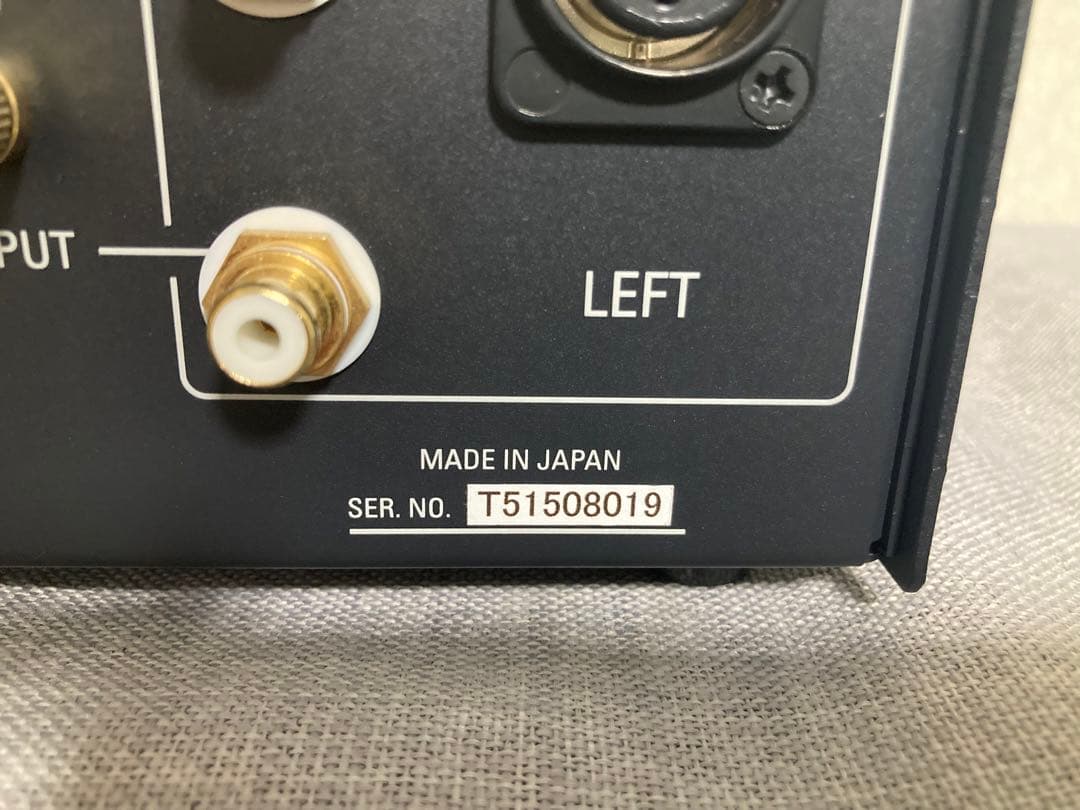 PUT
LEFT
MADE IN JAPAN
SER. NO. T51508019